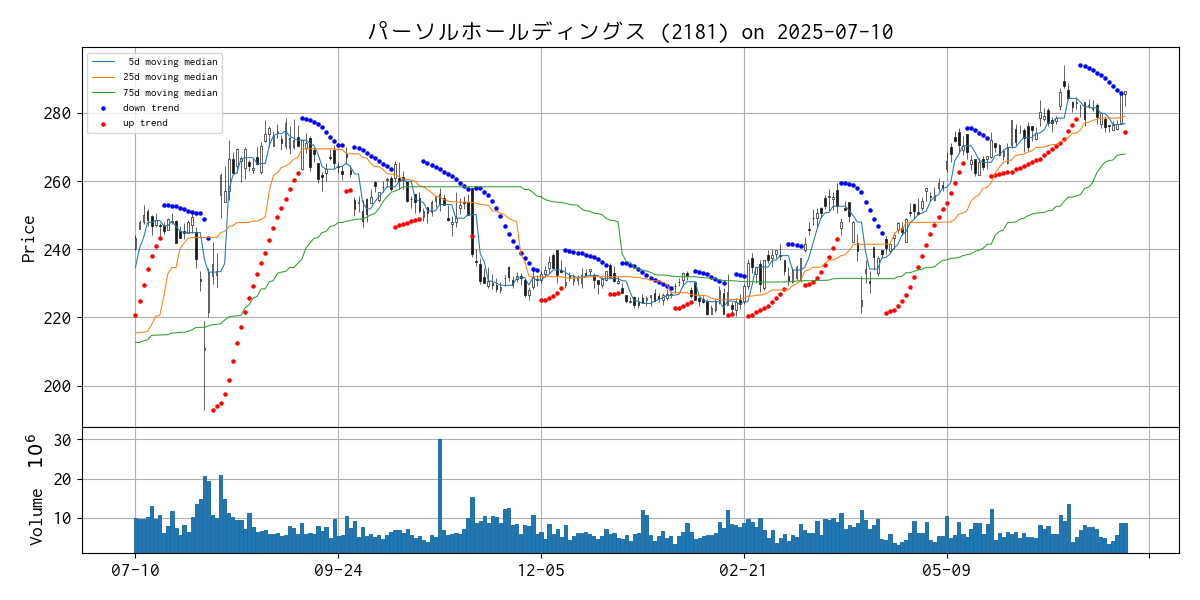 パーソルホールディングス (2181) on 2025-07-10
5d moving median
25d moving median
75d moving median
down trend
up trend
Price
280
260
240
220
200
Volume 10⁶
30
20
10
07-10
09-24
12-05
02-21
05-09